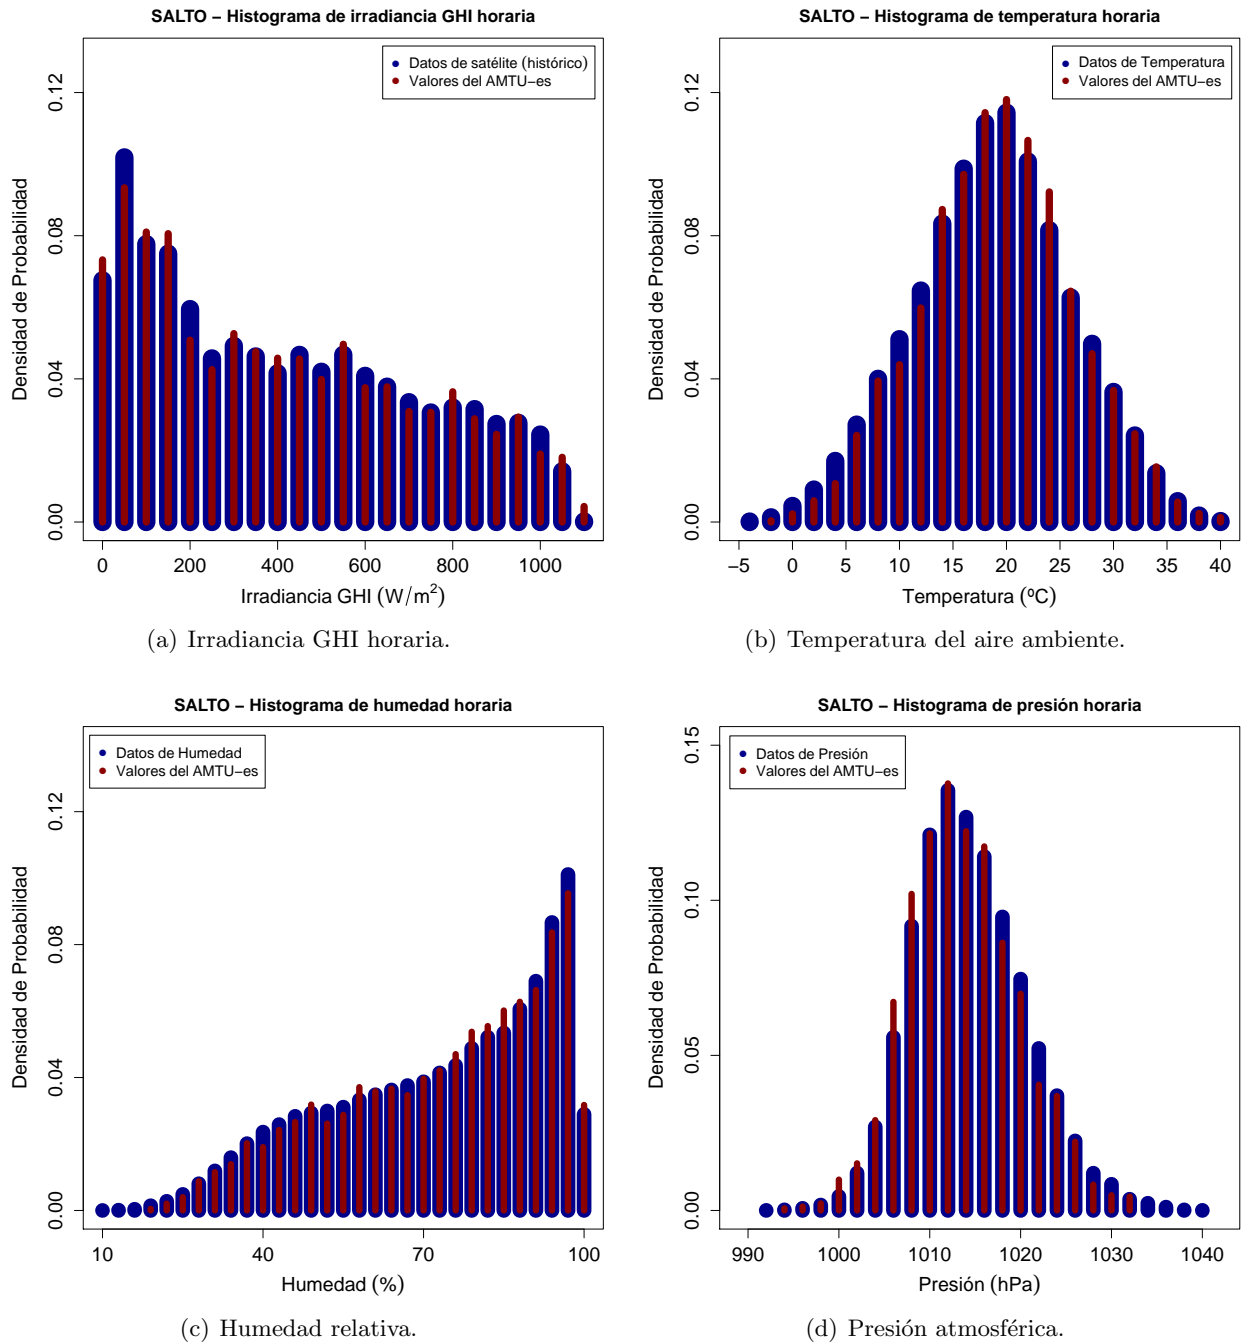 SALTO – Histograma de irradiancia GHI horaria
Datos de satélite (histórico)
Valores del AMTU–es
Densidad de Probabilidad
0.00 0.04 0.08 0.12
0 200 400 600 800 1000
Irradiancia GHI (W/m²)
(a) Irradiancia GHI horaria.
SALTO – Histograma de temperatura horaria
Datos de Temperatura
Valores del AMTU–es
Densidad de Probabilidad
0.00 0.04 0.08 0.12
–5 0 5 10 15 20 25 30 35 40
Temperatura (ºC)
(b) Temperatura del aire ambiente.
SALTO – Histograma de humedad horaria
Datos de Humedad
Valores del AMTU–es
Densidad de Probabilidad
0.00 0.04 0.08 0.12
10 40 70 100
Humedad (%)
(c) Humedad relativa.
SALTO – Histograma de presión horaria
Datos de Presión
Valores del AMTU–es
Densidad de Probabilidad
0.00 0.05 0.10 0.15
990 1000 1010 1020 1030 1040
Presión (hPa)
(d) Presión atmosférica.